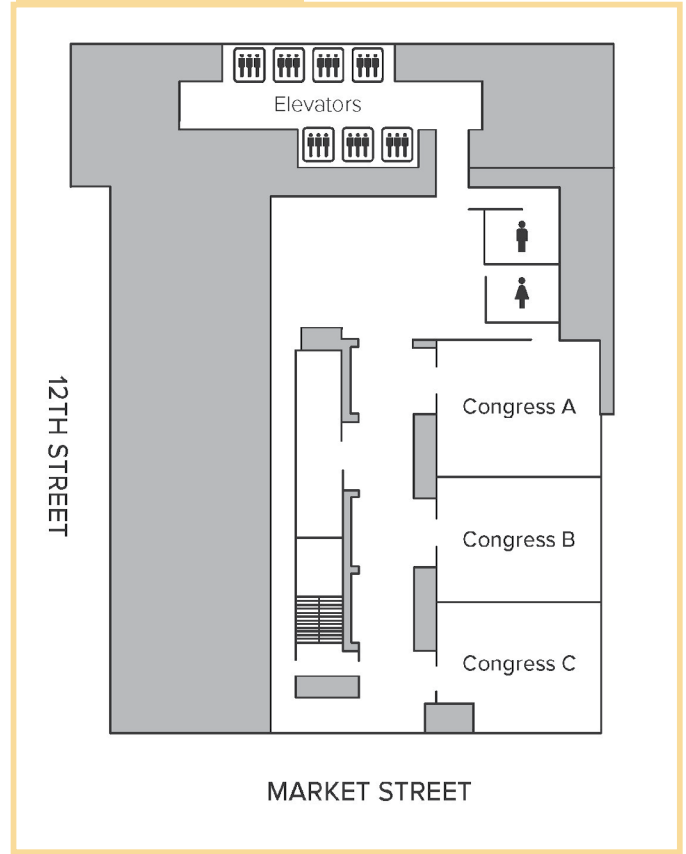 Elevators
Congress A
12TH STREET
Congress B
Congress C
MARKET STREET